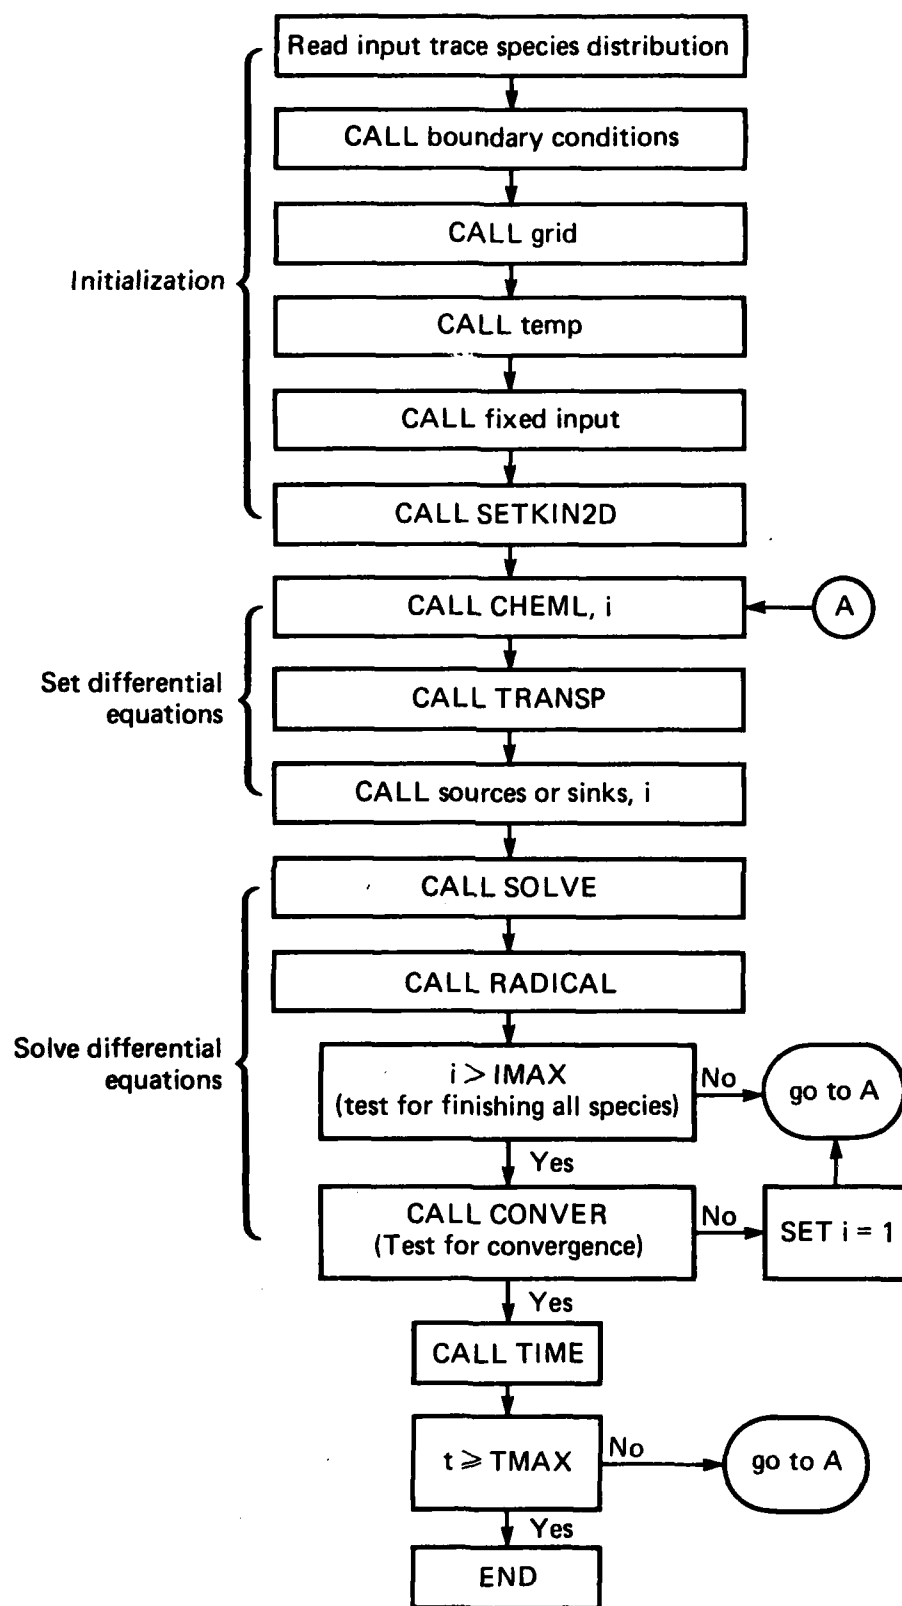 Read input trace species distribution
CALL boundary conditions
CALL grid
Initialization
CALL temp
CALL fixed input
CALL SETKIN2D
CALL CHEML, i
A
Set differential
equations
CALL TRANSP
CALL sources or sinks, i
CALL SOLVE
CALL RADICAL
Solve differential
equations
i > IMAX
(test for finishing all species)
No
go to A
Yes
CALL CONVER
(Test for convergence)
No
SET i = 1
Yes
CALL TIME
t ⩾ TMAX
No
go to A
Yes
END